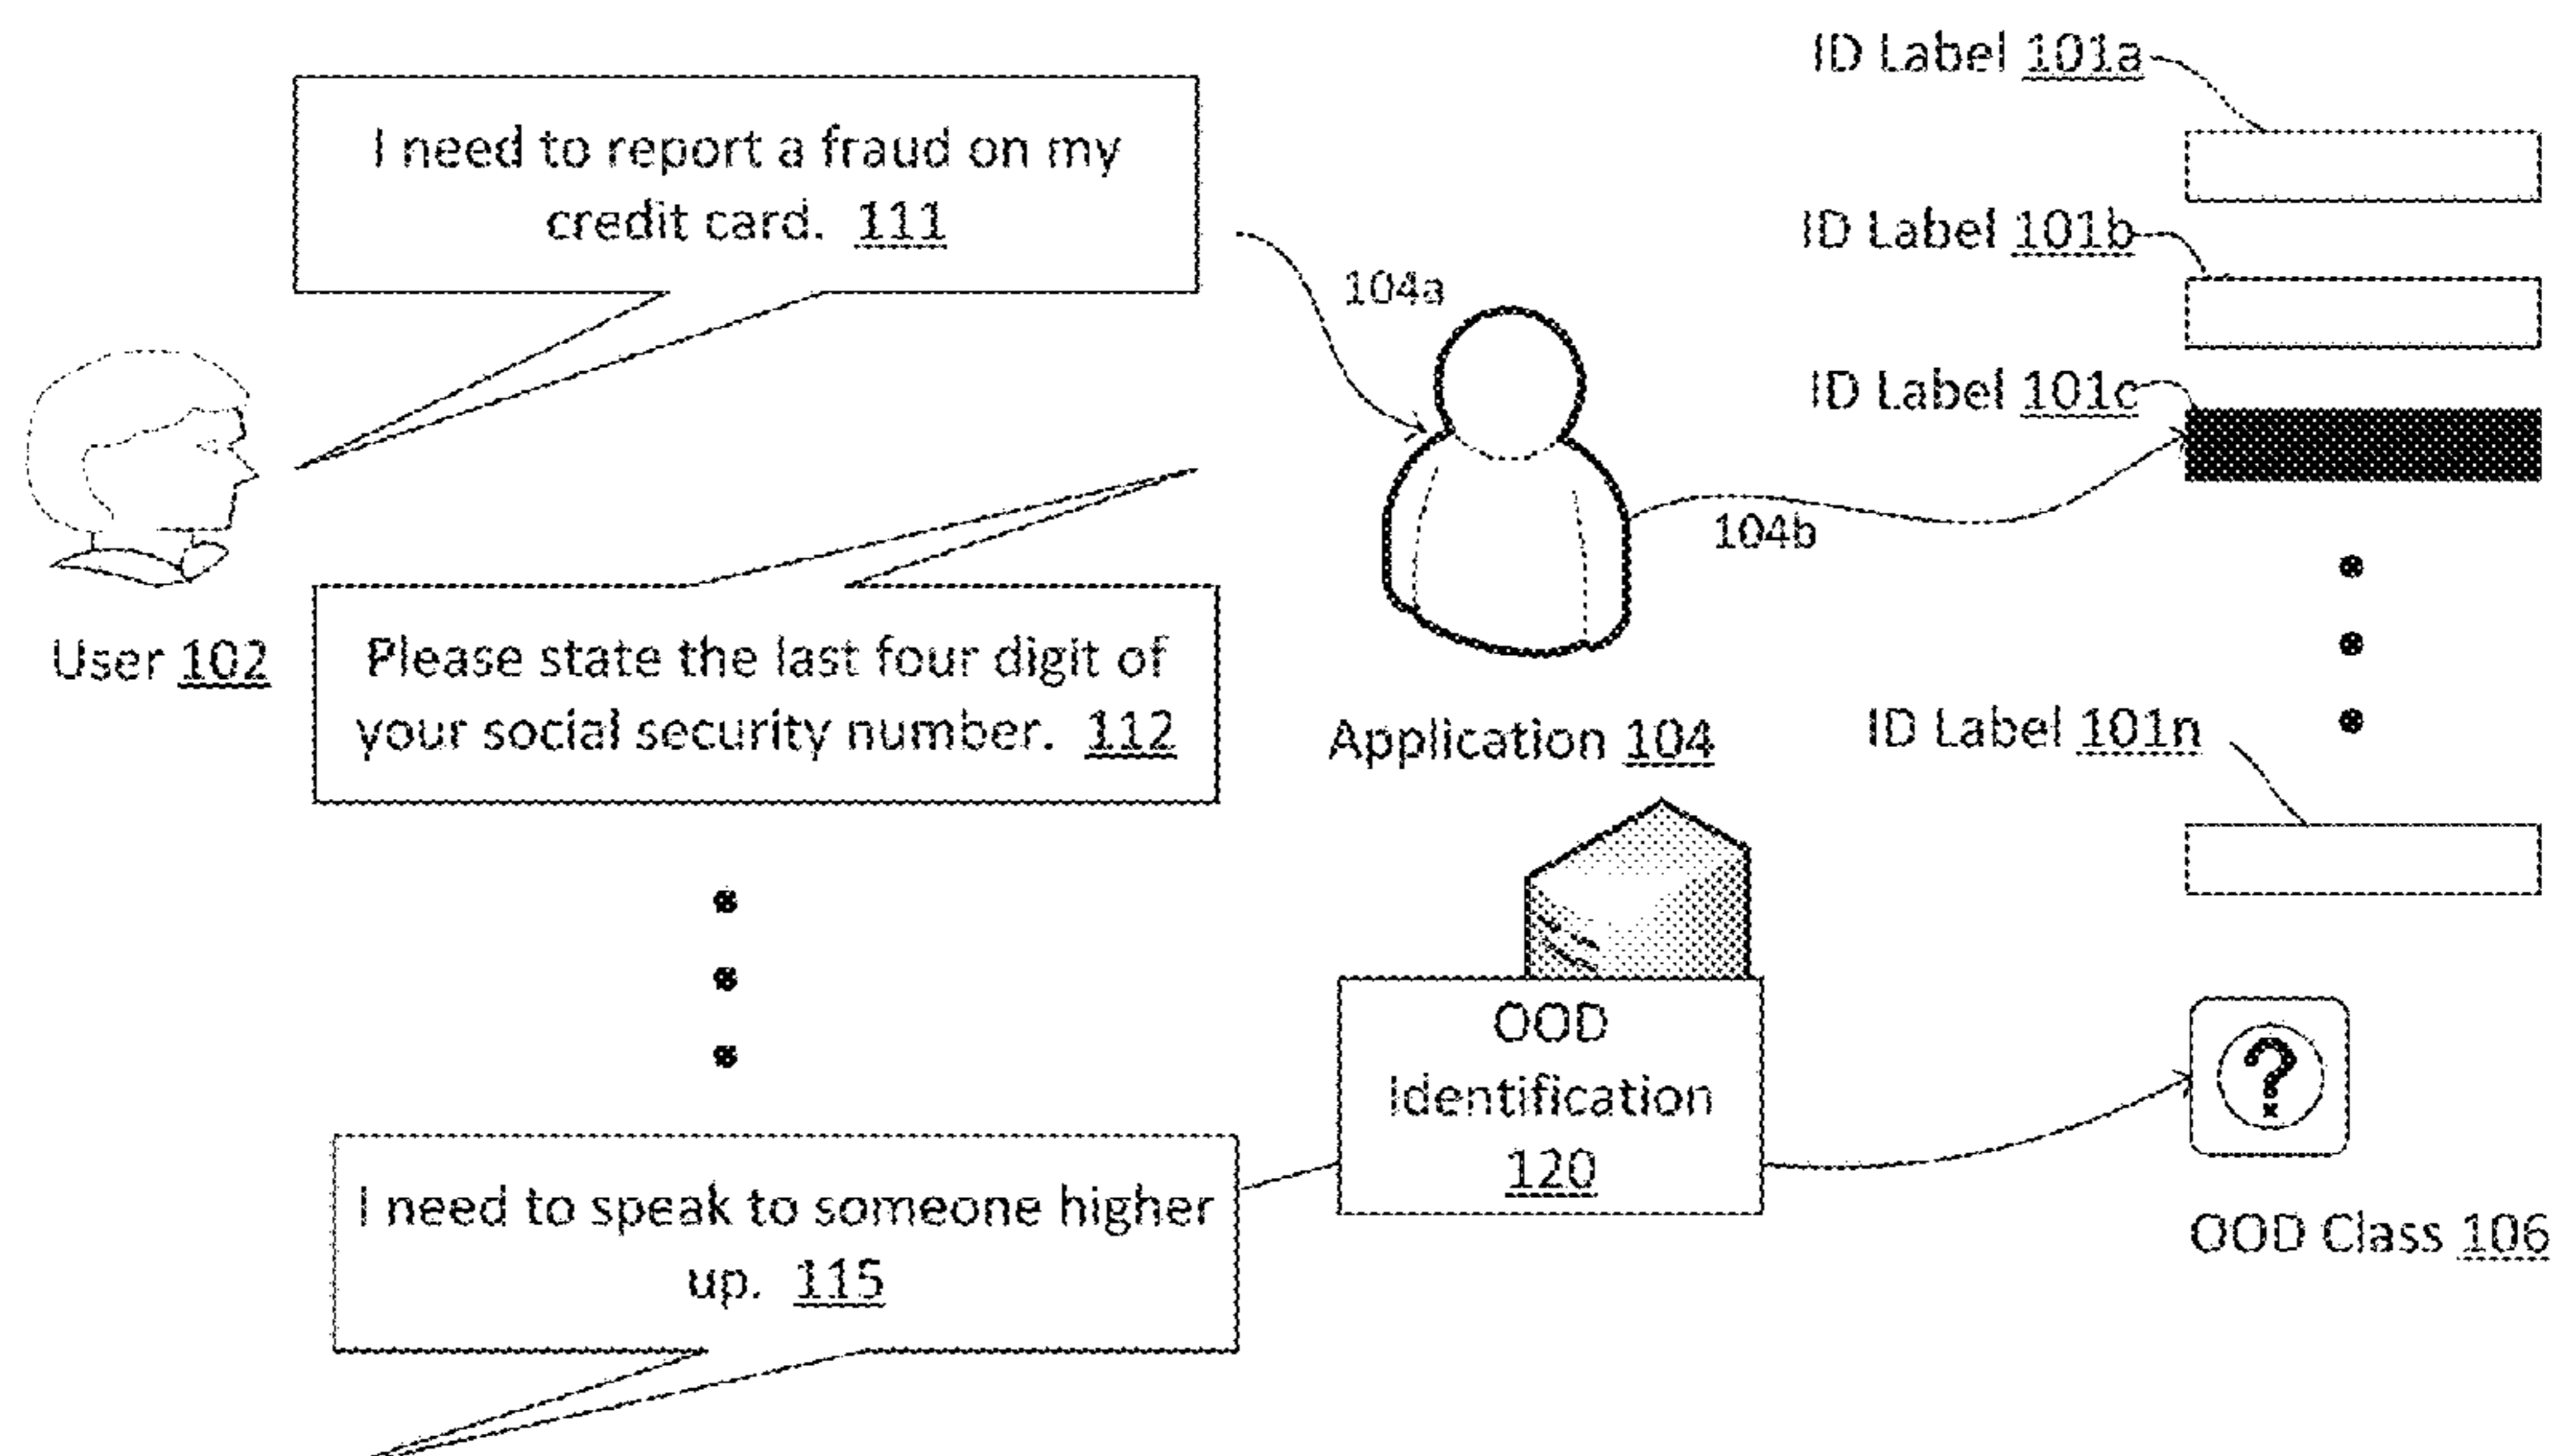 ID Label 101a
I need to report a fraud on my
credit card. 111
ID Label 101b
104a
ID Label 101c
104b
User 102
Please state the last four digit of
your social security number. 112
Application 104
ID Label 101n
OOD
Identification
120
I need to speak to someone higher
up. 115
?
OOD Class 106